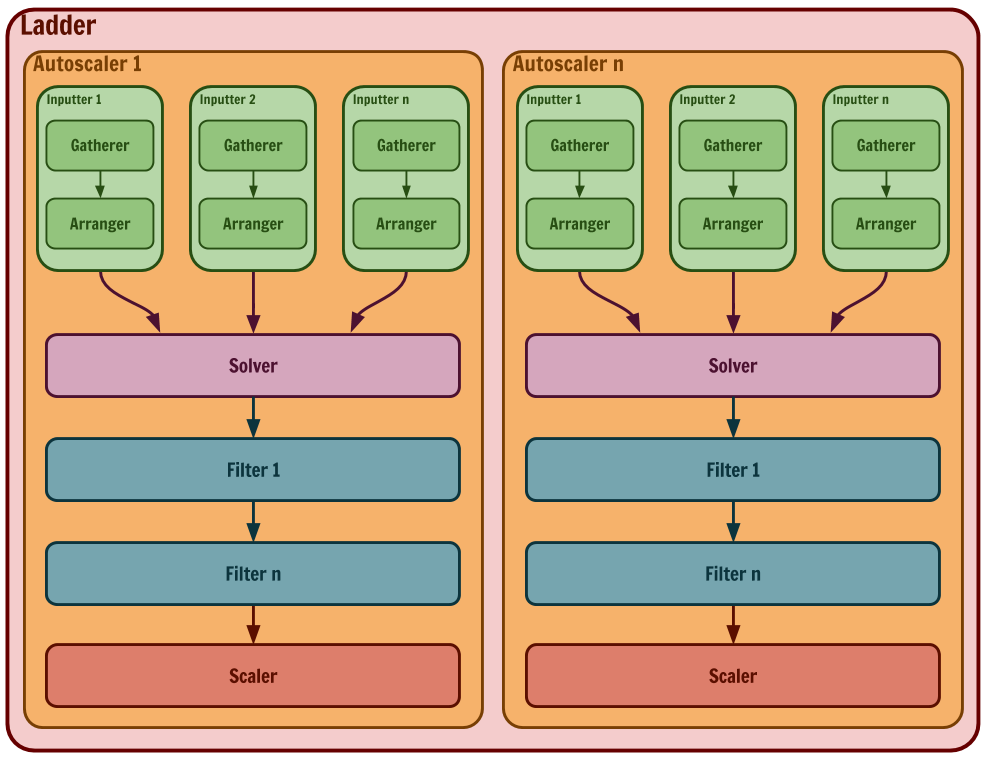 Ladder
Autoscaler 1
Inputter 1
Gatherer
Arranger
Inputter 2
Gatherer
Arranger
Inputter n
Gatherer
Arranger
Solver
Filter 1
Filter n
Scaler
Autoscaler n
Inputter 1
Gatherer
Arranger
Inputter 2
Gatherer
Arranger
Inputter n
Gatherer
Arranger
Solver
Filter 1
Filter n
Scaler